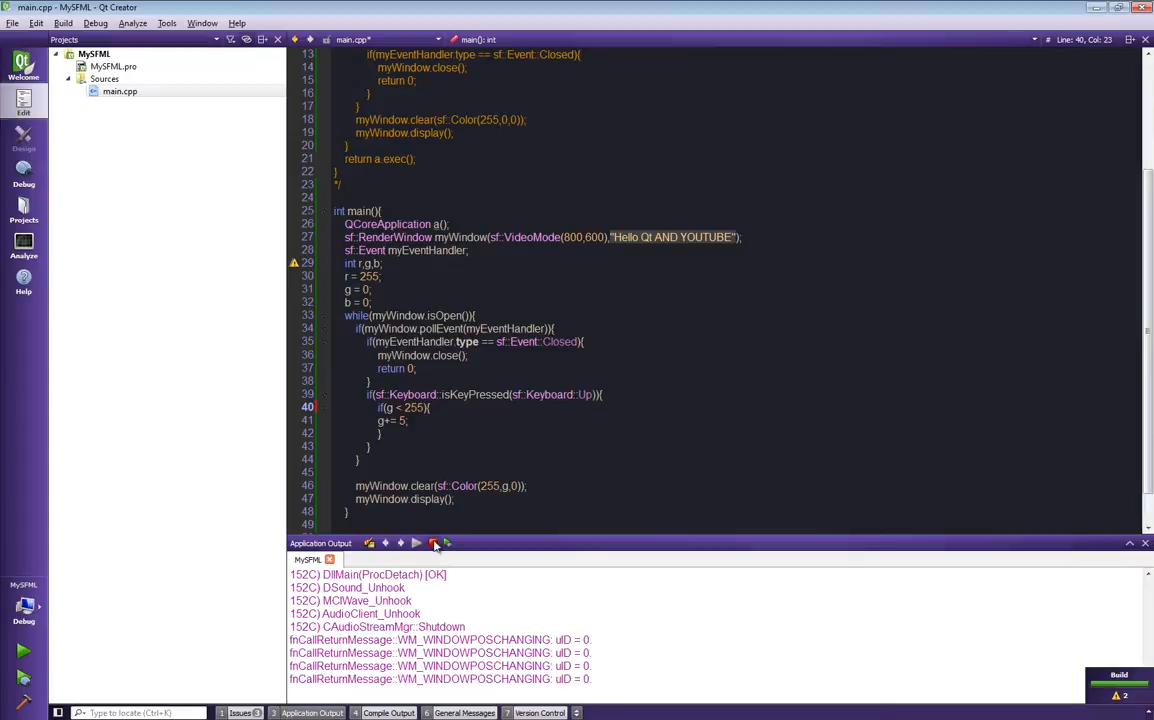 main.cpp - MySFML - Qt Creator
File Edit Build Debug Analyze Tools Window Help
Projects
main.cpp*
main(): int
Line: 40, Col: 23
Welcome
Edit
Design
Debug
Projects
Analyze
Help
MySFML
Debug
MySFML
MySFML.pro
Sources
main.cpp
13 if(myEventHandler.type == sf::Event::Closed){
14 myWindow.close();
15 return 0;
16 }
17 }
18 myWindow.clear(sf::Color(255,0,0));
19 myWindow.display();
20 }
21 return a.exec();
22 }
23 */
24
25 int main(){
26 QCoreApplication a();
27 sf::RenderWindow myWindow(sf::VideoMode(800,600),"Hello Qt AND YOUTUBE");
28 sf::Event myEventHandler;
29 int r,g,b;
30 r = 255;
31 g = 0;
32 b = 0;
33 while(myWindow.isOpen()){
34 if(myWindow.pollEvent(myEventHandler)){
35 if(myEventHandler.type == sf::Event::Closed){
36 myWindow.close();
37 return 0;
38 }
39 if(sf::Keyboard::isKeyPressed(sf::Keyboard::Up)){
40 if(g < 255){
41 g+= 5;
42 }
43 }
44 }
45
46 myWindow.clear(sf::Color(255,g,0));
47 myWindow.display();
48 }
49
Application Output
MySFML
152C) DllMain(ProcDetach) [OK]
152C) DSound_Unhook
152C) MCIWave_Unhook
152C) AudioClient_Unhook
152C) CAudioStreamMgr::Shutdown
fnCallReturnMessage::WM_WINDOWPOSCHANGING: uID = 0.
fnCallReturnMessage::WM_WINDOWPOSCHANGING: uID = 0.
fnCallReturnMessage::WM_WINDOWPOSCHANGING: uID = 0.
fnCallReturnMessage::WM_WINDOWPOSCHANGING: uID = 0.
Build
2
Type to locate (Ctrl+K)
1 Issues 3
3 Application Output
4 Compile Output
6 General Messages
7 Version Control